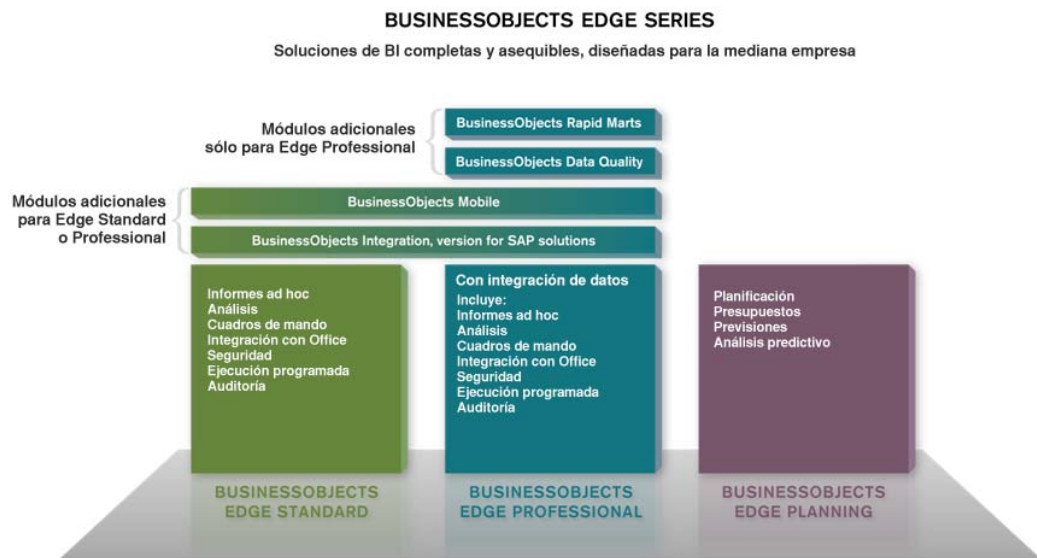 BUSINESSOBJECTS EDGE SERIES
Soluciones de BI completas y asequibles, diseñadas para la mediana empresa
Módulos adicionales
sólo para Edge Professional
BusinessObjects Rapid Marts
BusinessObjects Data Quality
Módulos adicionales
para Edge Standard
o Professional
BusinessObjects Mobile
BusinessObjects Integration, version for SAP solutions
Informes ad hoc
Análisis
Cuadros de mando
Integración con Office
Seguridad
Ejecución programada
Auditoría
Con integración de datos
Incluye:
Informes ad hoc
Análisis
Cuadros de mando
Integración con Office
Seguridad
Ejecución programada
Auditoría
Planificación
Presupuestos
Previsiones
Análisis predictivo
BUSINESSOBJECTS
EDGE STANDARD
BUSINESSOBJECTS
EDGE PROFESSIONAL
BUSINESSOBJECTS
EDGE PLANNING